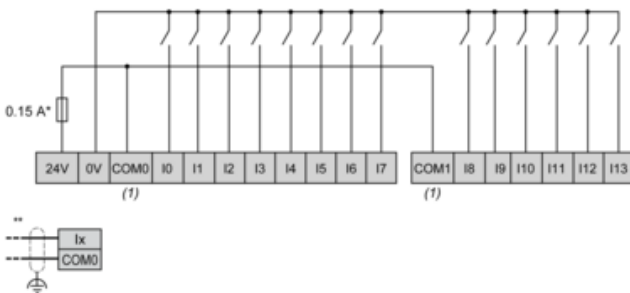 0.15 A*
24V 0V COM0 I0 I1 I2 I3 I4 I5 I6 I7 COM1 I8 I9 I10 I11 I12 I13
(1) (1)
**
Ix
COM0